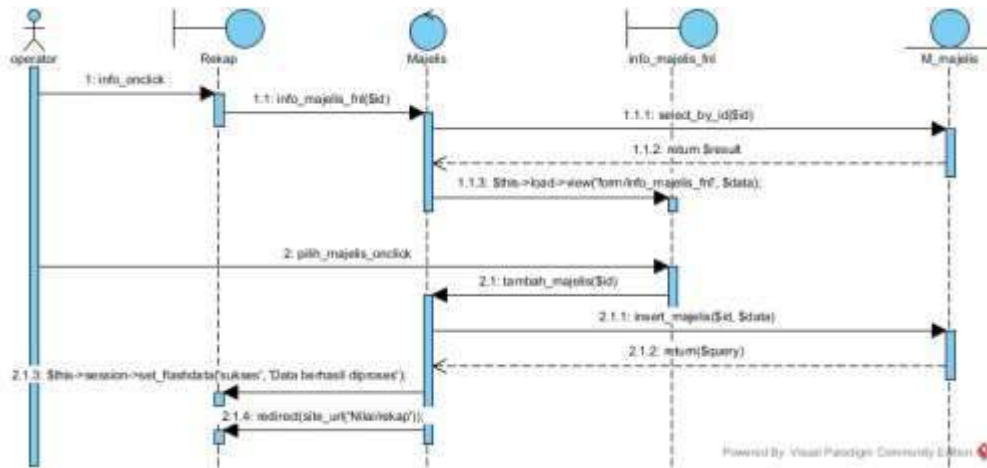 operator
Rekap
Majelis
info_majelis_fnl
M_majelis
1: info_onclick
1.1: info_majelis_fnl($id)
1.1.1: select_by_id($id)
1.1.2: return $result
1.1.3: $this->load->view("form/info_majelis_fnl", $data);
2: pilih_majelis_onclick
2.1: tambah_majelis($id)
2.1.1: insert_majelis($id, $data)
2.1.2: return($query)
2.1.3: $this->session->set_flashdata('sukses', 'Data berhasil diproses');
2.1.4: redired(site_url("Nilai/rekap"));
Powered By Visual Paradigm Community Edition